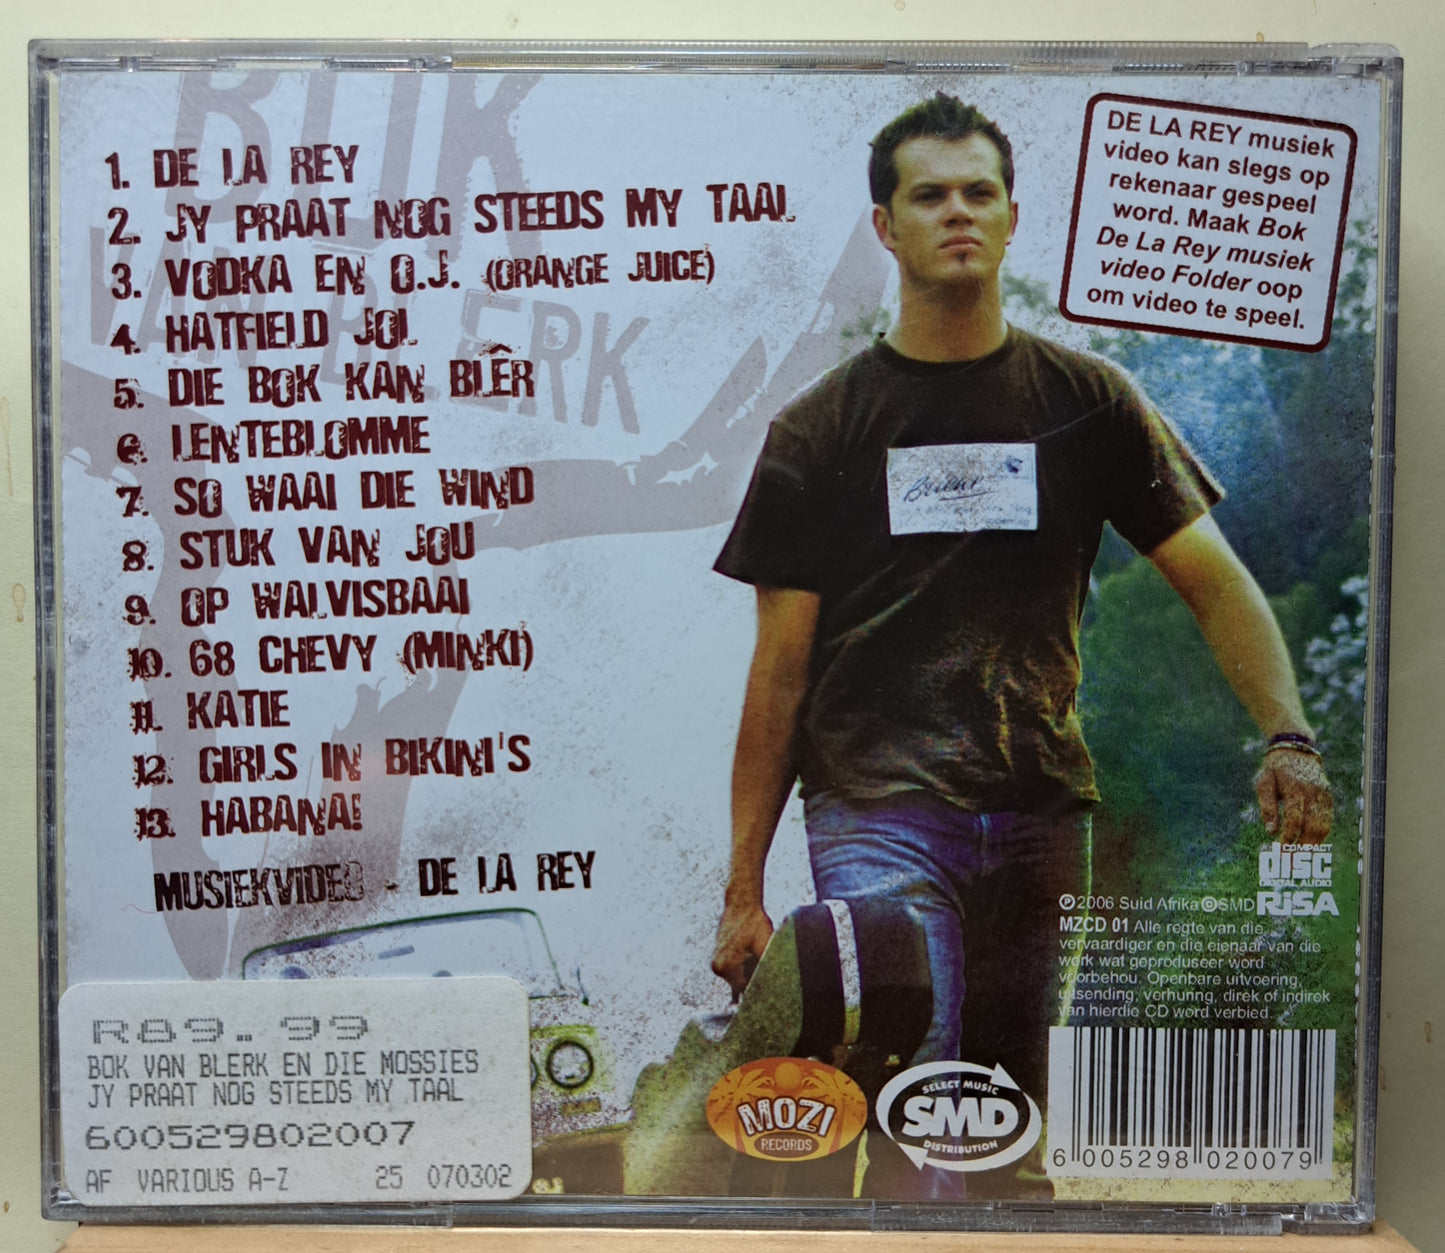 BOK
VAN BLERK
1. DE LA REY
2. JY PRAAT NOG STEEDS MY TAAL
3. VODKA EN O.J. (ORANGE JUICE)
4. HATFIELD JOL
5. DIE BOK KAN BLÊR
6. LENTEBLOMME
7. SO WAAI DIE WIND
8. STUK VAN JOU
9. OP WALVISBAAI
10. 68 CHEVY (MINKI)
11. KATIE
12. GIRLS IN BIKINI'S
13. HABANA!
MUSIEKVIDEO - DE LA REY
DE LA REY musiek
video kan slegs op
rekenaar gespeel
word. Maak Bok
De La Rey musiek
video Folder oop
om video te speel.
COMPACT
disc
DIGITAL AUDIO
℗2006 Suid Afrika ©SMD RiSA
MZCD 01 Alle regte van die
vervaardiger en die eienaar van die
werk wat geproduseer word
voorbehou. Openbare uitvoering,
uitsending, verhuring, direk of indirek
van hierdie CD word verbied.
R89.99
BOK VAN BLERK EN DIE MOSSIES
JY PRAAT NOG STEEDS MY TAAL
600529802007
AF VARIOUS A-Z 25 070302
MOZI
RECORDS
SELECT MUSIC
SMD
DISTRIBUTION
6 005298 020079